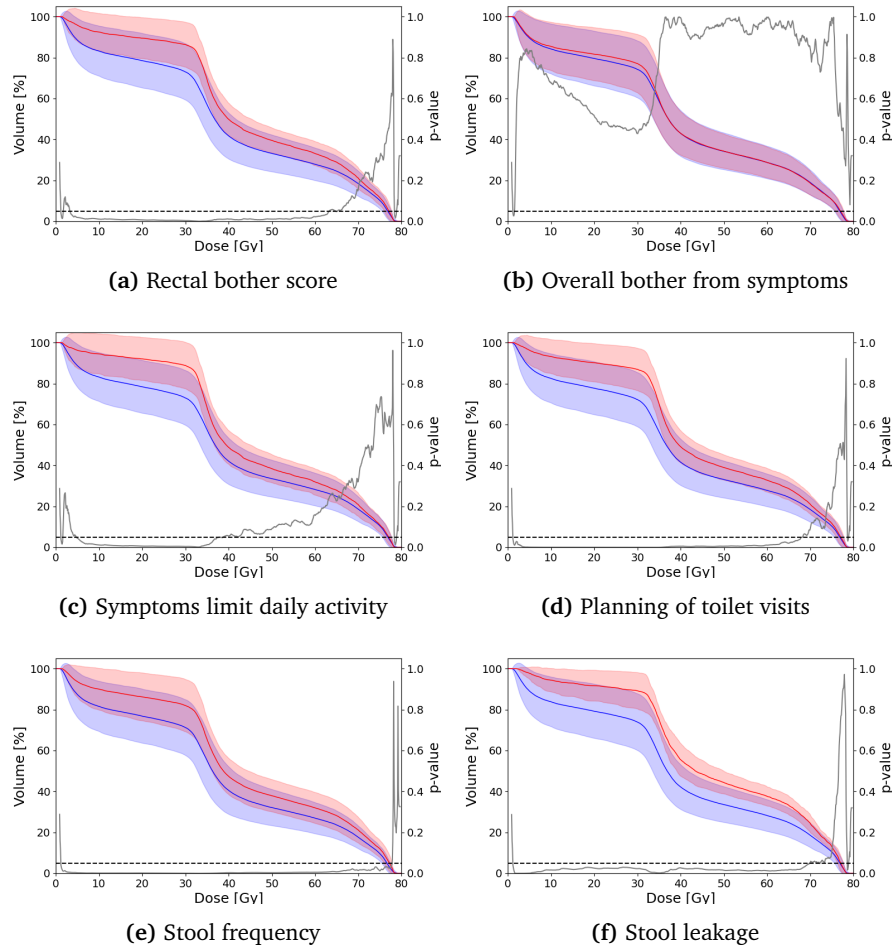 100
80
60
40
20
0
Volume [%]
1.0
0.8
0.6
0.4
0.2
0.0
p-value
0 10 20 30 40 50 60 70 80
Dose [Gy]
(a) Rectal bother score
100
80
60
40
20
0
Volume [%]
1.0
0.8
0.6
0.4
0.2
0.0
p-value
0 10 20 30 40 50 60 70 80
Dose [Gy]
(b) Overall bother from symptoms
100
80
60
40
20
0
Volume [%]
1.0
0.8
0.6
0.4
0.2
0.0
p-value
0 10 20 30 40 50 60 70 80
Dose [Gy]
(c) Symptoms limit daily activity
100
80
60
40
20
0
Volume [%]
1.0
0.8
0.6
0.4
0.2
0.0
p-value
0 10 20 30 40 50 60 70 80
Dose [Gy]
(d) Planning of toilet visits
100
80
60
40
20
0
Volume [%]
1.0
0.8
0.6
0.4
0.2
0.0
p-value
0 10 20 30 40 50 60 70 80
Dose [Gy]
(e) Stool frequency
100
80
60
40
20
0
Volume [%]
1.0
0.8
0.6
0.4
0.2
0.0
p-value
0 10 20 30 40 50 60 70 80
Dose [Gy]
(f) Stool leakage